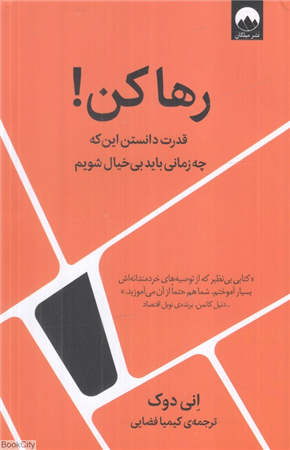 نشر میلکان
رها کن!
قدرت دانستن این‌که
چه زمانی باید بی‌خیال شویم
«کتابی بی‌نظیر که از توصیه‌های خردمندانه‌اش
بسیار آموختم. شما هم حتماً از آن می‌آموزید.»
ـ دنیل کانمن، برنده‌ی نوبل اقتصاد
اِنی دوک
ترجمه‌ی کیمیا فضایی
BookCity